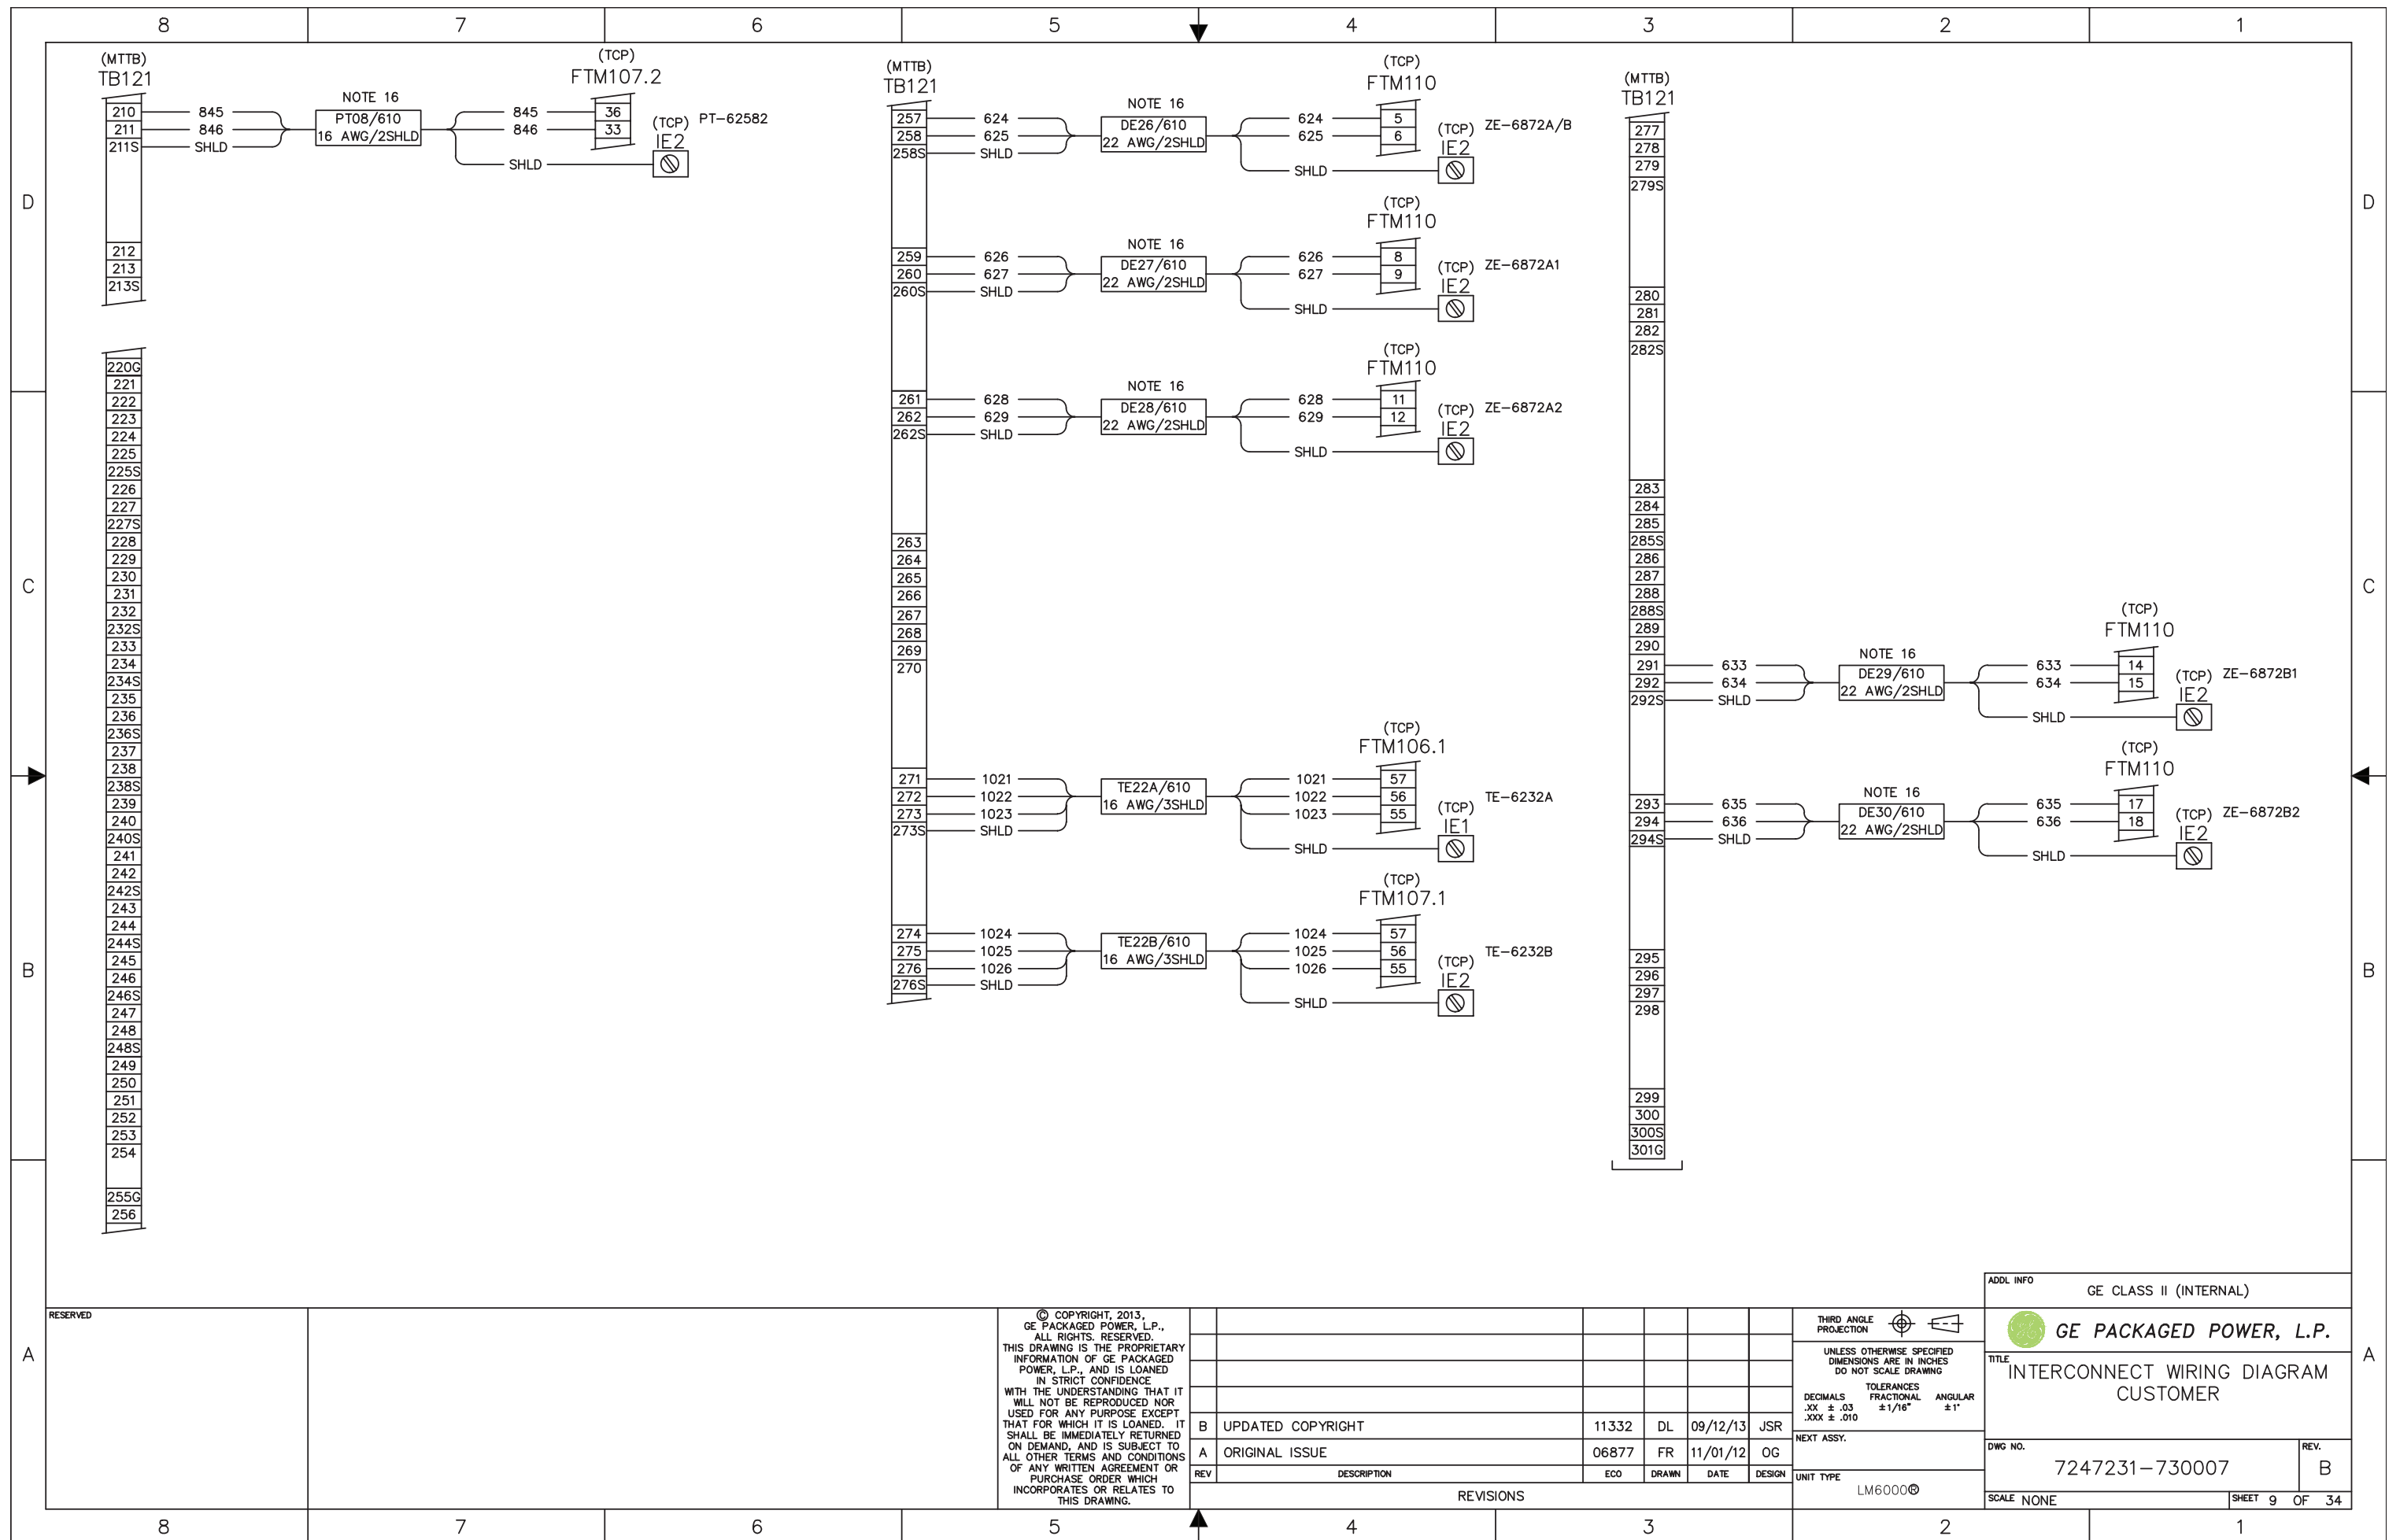 8 7 6 5 4 3 2 1
D
C
B
A
(MTTB)
TB121
210
211
211S
212
213
213S
845
846
SHLD
NOTE 16
PT08/610
16 AWG/2SHLD
845
846
SHLD
(TCP)
FTM107.2
36
33
(TCP)
IE2
PT-62582
220G
221
222
223
224
225
225S
226
227
227S
228
229
230
231
232
232S
233
234
234S
235
236
236S
237
238
238S
239
240
240S
241
242
242S
243
244
244S
245
246
246S
247
248
248S
249
250
251
252
253
254
255G
256
(MTTB)
TB121
257
258
258S
624
625
SHLD
NOTE 16
DE26/610
22 AWG/2SHLD
624
625
SHLD
(TCP)
FTM110
5
6
(TCP)
IE2
ZE-6872A/B
259
260
260S
626
627
SHLD
NOTE 16
DE27/610
22 AWG/2SHLD
626
627
SHLD
(TCP)
FTM110
8
9
(TCP)
IE2
ZE-6872A1
261
262
262S
628
629
SHLD
NOTE 16
DE28/610
22 AWG/2SHLD
628
629
SHLD
(TCP)
FTM110
11
12
(TCP)
IE2
ZE-6872A2
263
264
265
266
267
268
269
270
271
272
273
273S
1021
1022
1023
SHLD
TE22A/610
16 AWG/3SHLD
1021
1022
1023
SHLD
(TCP)
FTM106.1
57
56
55
(TCP)
IE1
TE-6232A
274
275
276
276S
1024
1025
1026
SHLD
TE22B/610
16 AWG/3SHLD
1024
1025
1026
SHLD
(TCP)
FTM107.1
57
56
55
(TCP)
IE2
TE-6232B
(MTTB)
TB121
277
278
279
279S
280
281
282
282S
283
284
285
285S
286
287
288
288S
289
290
291
292
292S
633
634
SHLD
NOTE 16
DE29/610
22 AWG/2SHLD
633
634
SHLD
(TCP)
FTM110
14
15
(TCP)
IE2
ZE-6872B1
293
294
294S
635
636
SHLD
NOTE 16
DE30/610
22 AWG/2SHLD
635
636
SHLD
(TCP)
FTM110
17
18
(TCP)
IE2
ZE-6872B2
295
296
297
298
299
300
300S
301G
D
C
B
A
RESERVED
© COPYRIGHT, 2013,
GE PACKAGED POWER, L.P.,
ALL RIGHTS. RESERVED.
THIS DRAWING IS THE PROPRIETARY
INFORMATION OF GE PACKAGED
POWER, L.P., AND IS LOANED
IN STRICT CONFIDENCE
WITH THE UNDERSTANDING THAT IT
WILL NOT BE REPRODUCED NOR
USED FOR ANY PURPOSE EXCEPT
THAT FOR WHICH IT IS LOANED. IT
SHALL BE IMMEDIATELY RETURNED
ON DEMAND, AND IS SUBJECT TO
ALL OTHER TERMS AND CONDITIONS
OF ANY WRITTEN AGREEMENT OR
PURCHASE ORDER WHICH
INCORPORATES OR RELATES TO
THIS DRAWING.
B UPDATED COPYRIGHT 11332 DL 09/12/13 JSR
A ORIGINAL ISSUE 06877 FR 11/01/12 OG
REV DESCRIPTION ECO DRAWN DATE DESIGN
REVISIONS
THIRD ANGLE
PROJECTION
UNLESS OTHERWISE SPECIFIED
DIMENSIONS ARE IN INCHES
DO NOT SCALE DRAWING
TOLERANCES
DECIMALS FRACTIONAL ANGULAR
.XX ± .03 ±1/16" ±1°
.XXX ± .010
NEXT ASSY.
UNIT TYPE
LM6000®
ADDL INFO
GE CLASS II (INTERNAL)
GE PACKAGED POWER, L.P.
TITLE
INTERCONNECT WIRING DIAGRAM
CUSTOMER
DWG NO.
7247231-730007
REV.
B
SCALE NONE
SHEET 9 OF 34
8 7 6 5 4 3 2 1